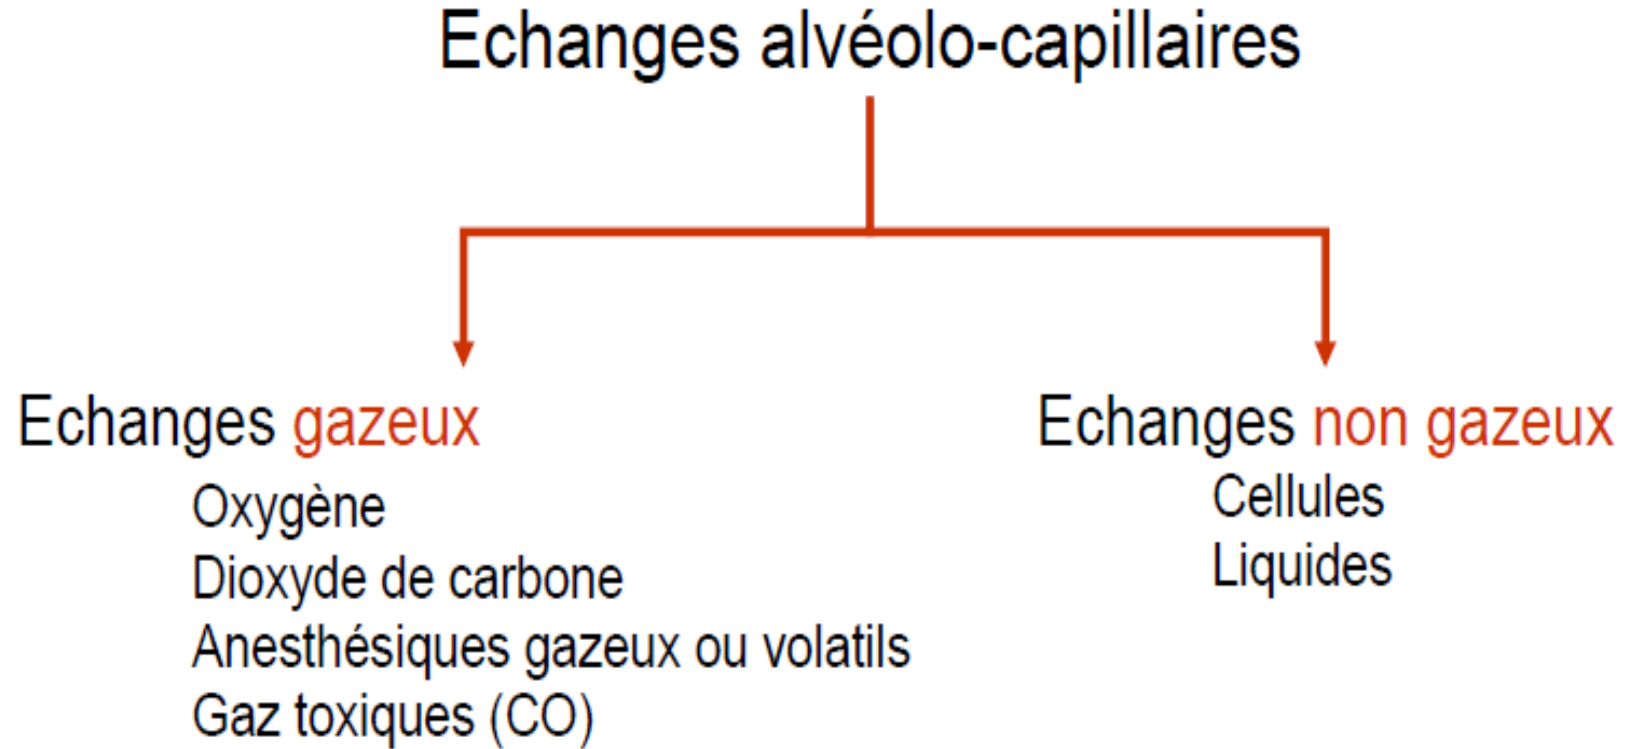 Echanges alvéolo-capillaires
Echanges gazeux
Oxygène
Dioxyde de carbone
Anesthésiques gazeux ou volatils
Gaz toxiques (CO)
Echanges non gazeux
Cellules
Liquides